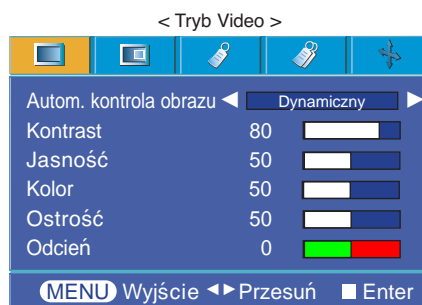 < Tryb Video >
Autom. kontrola obrazu ◀ Dynamiczny ▶
Kontrast 80
Jasność 50
Kolor 50
Ostrość 50
Odcień 0
MENU Wyjście ◄► Przesuń ■ Enter